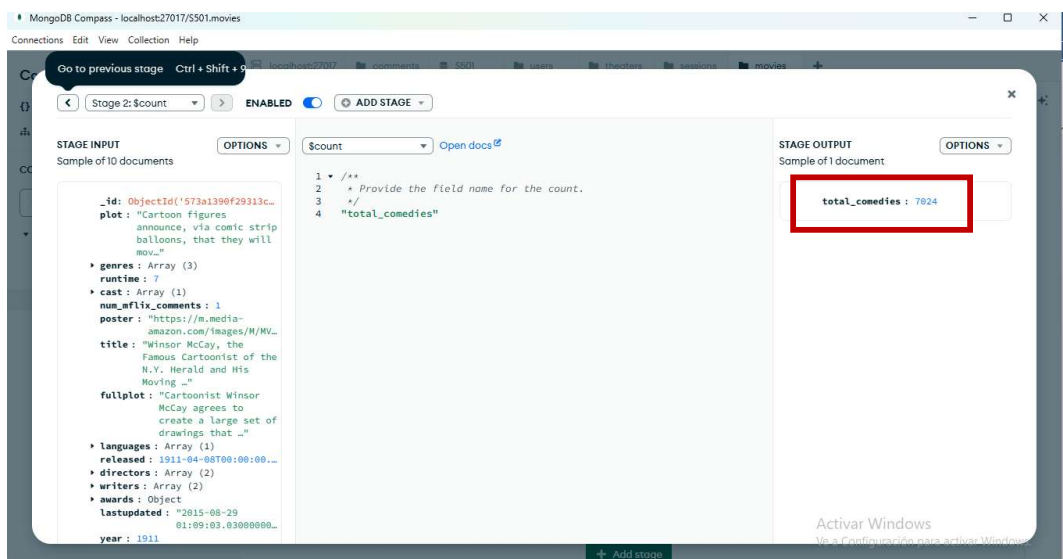 MongoDB Compass - localhost:27017/S501.movies
Connections Edit View Collection Help
Go to previous stage Ctrl + Shift + 9
localhost:27017 comments S501 users theaters sessions movies
Stage 2: $count ENABLED ADD STAGE
STAGE INPUT OPTIONS
Sample of 10 documents
_id: ObjectId('573a1390f29313c…
plot : "Cartoon figures
announce, via comic strip
balloons, that they will
mov…"
genres : Array (3)
runtime : 7
cast : Array (1)
num_mflix_comments : 1
poster : "https://m.media-
amazon.com/images/M/MV…
title : "Winsor McCay, the
Famous Cartoonist of the
N.Y. Herald and His
Moving …"
fullplot : "Cartoonist Winsor
McCay agrees to
create a large set of
drawings that …"
languages : Array (1)
released : 1911-04-08T00:00:00.…
directors : Array (2)
writers : Array (2)
awards : Object
lastupdated : "2015-08-29
01:09:03.03000000…
year : 1911
$count Open docs
1 /**
2 * Provide the field name for the count.
3 */
4 "total_comedies"
STAGE OUTPUT OPTIONS
Sample of 1 document
total_comedies : 7024
Activar Windows
Ve a Configuración para activar Windows.
+ Add stage